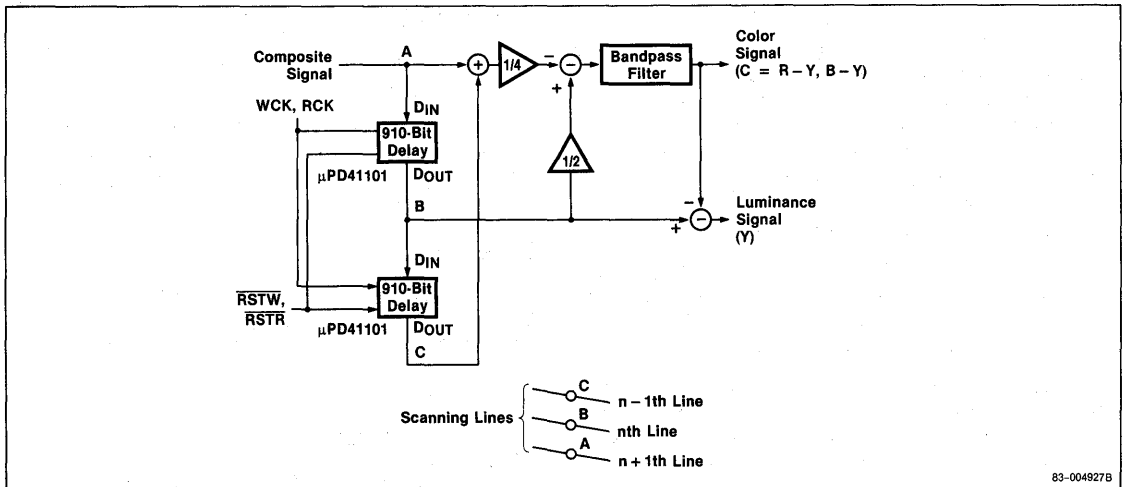 Composite
Signal
A
+
1/4
−
−
+
Bandpass
Filter
Color
Signal
(C = R − Y, B − Y)
WCK, RCK
DIN
910-Bit
Delay
μPD41101
DOUT
B
1/2
−
+
−
Luminance
Signal
(Y)
DIN
910-Bit
Delay
RSTW,
RSTR
μPD41101
DOUT
C
Scanning Lines
C
n − 1th Line
B
nth Line
A
n + 1th Line
83-004927B